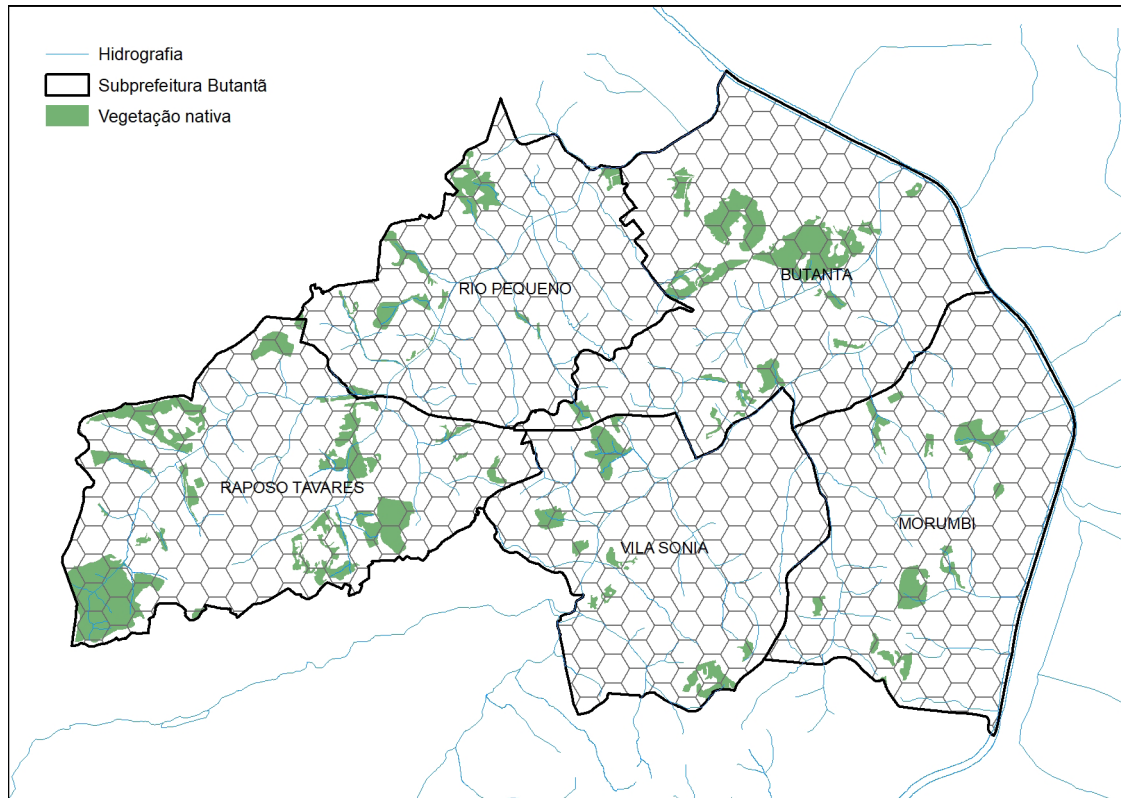 Hidrografia
Subprefeitura Butantã
Vegetação nativa
RIO PEQUENO
BUTANTA
RAPOSO TAVARES
VILA SONIA
MORUMBI